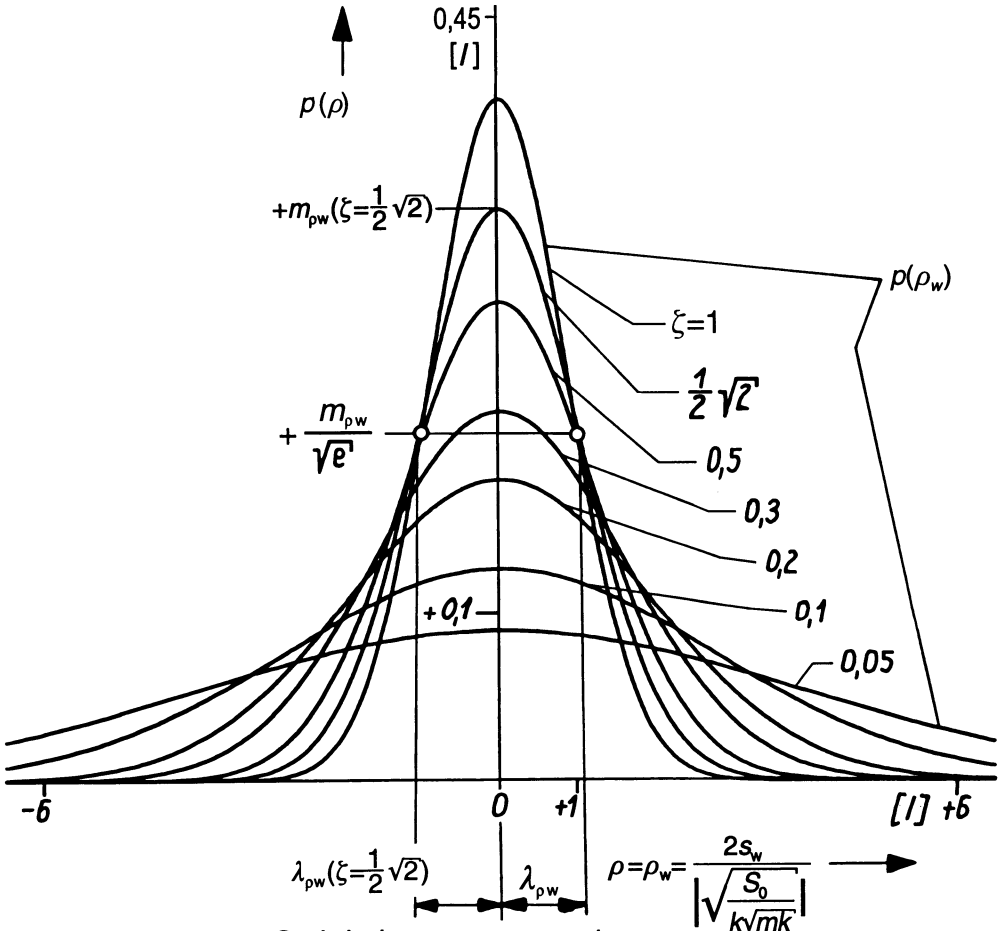 0,45
[/]
p(ρ)
+m_ρw(ζ=1/2 √2)
p(ρ_w)
ζ=1
1/2 √2
+ m_ρw/√e
0,5
0,3
0,2
+0,1
0,1
0,05
-6
0
+1
[/] +6
λ_ρw(ζ=1/2 √2)
λ_ρw
ρ=ρ_w= 2s_w/|√(S_0/(k√mk))|